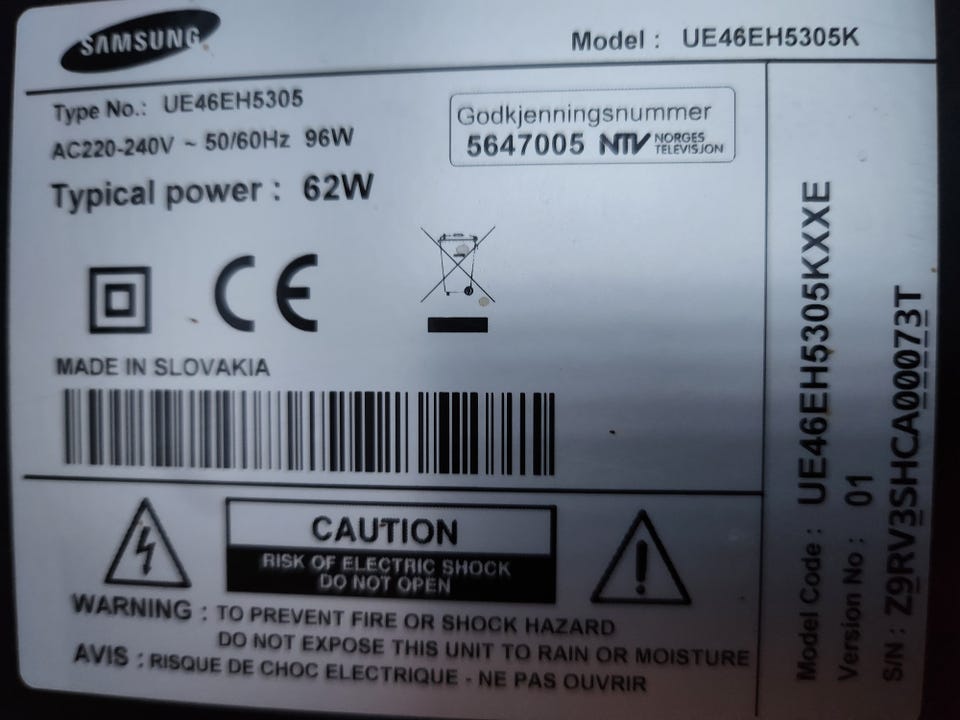 SAMSUNG
Model : UE46EH5305K
Type No.: UE46EH5305
AC220-240V ~ 50/60Hz 96W
Typical power : 62W
Godkjenningsnummer
5647005 NTV NORGES
TELEVISJON
CE
MADE IN SLOVAKIA
CAUTION
RISK OF ELECTRIC SHOCK
DO NOT OPEN
WARNING : TO PREVENT FIRE OR SHOCK HAZARD
DO NOT EXPOSE THIS UNIT TO RAIN OR MOISTURE
AVIS : RISQUE DE CHOC ELECTRIQUE - NE PAS OUVRIR
Model Code : UE46EH5305KXXE
Version No : 01
S/N : Z9RV3SHCA00073T